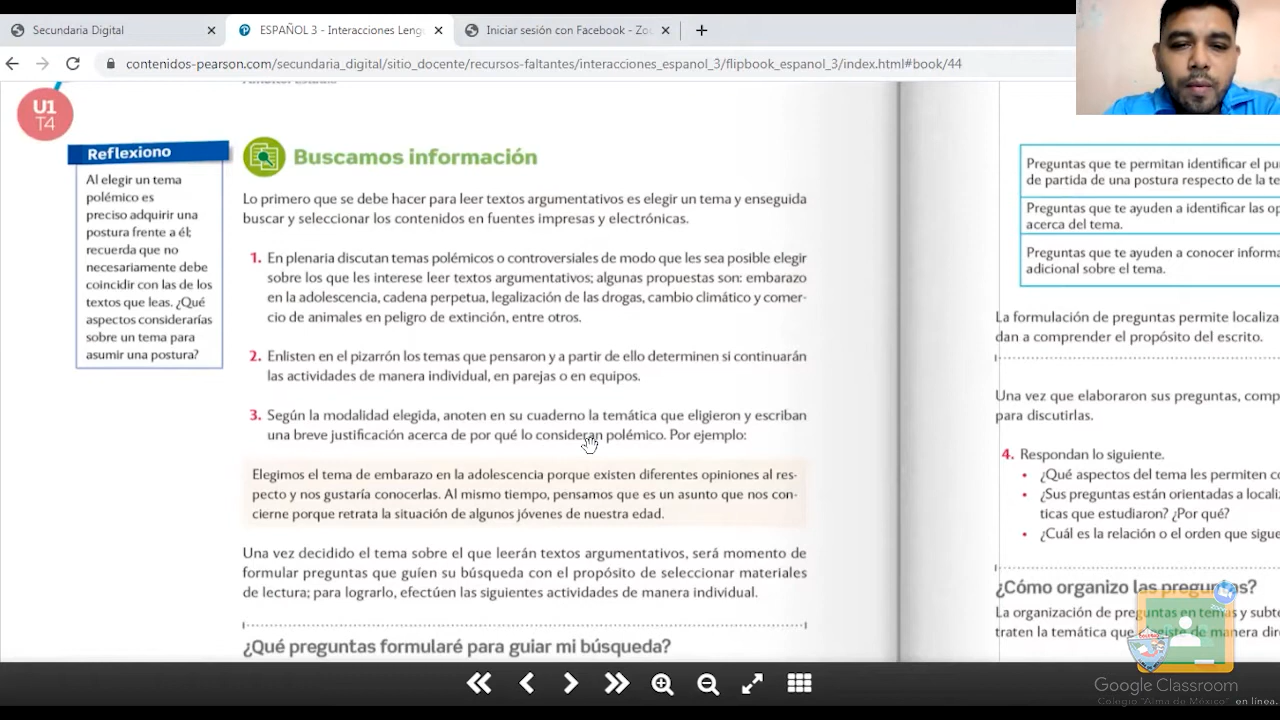 Secundaria Digital
ESPAÑOL 3 - Interacciones Leng
Iniciar sesión con Facebook - Zo
contenidos-pearson.com/secundaria_digital/sitio_docente/recursos-faltantes/interacciones_espanol_3/flipbook_espanol_3/index.html#book/44
U1
T4
Reflexiono
Al elegir un tema
polémico es
preciso adquirir una
postura frente a él;
recuerda que no
necesariamente debe
coincidir con las de los
textos que leas. ¿Qué
aspectos considerarías
sobre un tema para
asumir una postura?
Buscamos información
Lo primero que se debe hacer para leer textos argumentativos es elegir un tema y enseguida
buscar y seleccionar los contenidos en fuentes impresas y electrónicas.
1. En plenaria discutan temas polémicos o controversiales de modo que les sea posible elegir
sobre los que les interese leer textos argumentativos; algunas propuestas son: embarazo
en la adolescencia, cadena perpetua, legalización de las drogas, cambio climático y comer-
cio de animales en peligro de extinción, entre otros.
2. Enlisten en el pizarrón los temas que pensaron y a partir de ello determinen si continuarán
las actividades de manera individual, en parejas o en equipos.
3. Según la modalidad elegida, anoten en su cuaderno la temática que eligieron y escriban
una breve justificación acerca de por qué lo consideran polémico. Por ejemplo:
Elegimos el tema de embarazo en la adolescencia porque existen diferentes opiniones al res-
pecto y nos gustaría conocerlas. Al mismo tiempo, pensamos que es un asunto que nos con-
cierne porque retrata la situación de algunos jóvenes de nuestra edad.
Una vez decidido el tema sobre el que leerán textos argumentativos, será momento de
formular preguntas que guíen su búsqueda con el propósito de seleccionar materiales
de lectura; para lograrlo, efectúen las siguientes actividades de manera individual.
¿Qué preguntas formularé para guiar mi búsqueda?
Preguntas que te permitan identificar el pu
de partida de una postura respecto de la te
Preguntas que te ayuden a identificar las op
acerca del tema.
Preguntas que te ayuden a conocer informa
adicional sobre el tema.
La formulación de preguntas permite localiza
dan a comprender el propósito del escrito.
Una vez que elaboraron sus preguntas, comp
para discutirlas.
4. Respondan lo siguiente.
• ¿Qué aspectos del tema les permiten co
• ¿Sus preguntas están orientadas a localiz
ticas que estudiaron? ¿Por qué?
• ¿Cuál es la relación o el orden que sigue
¿Cómo organizo las preguntas?
La organización de preguntas en temas y subte
traten la temática que elegiste de manera dir
Google Classroom
Colegio "Alma de México" en línea.